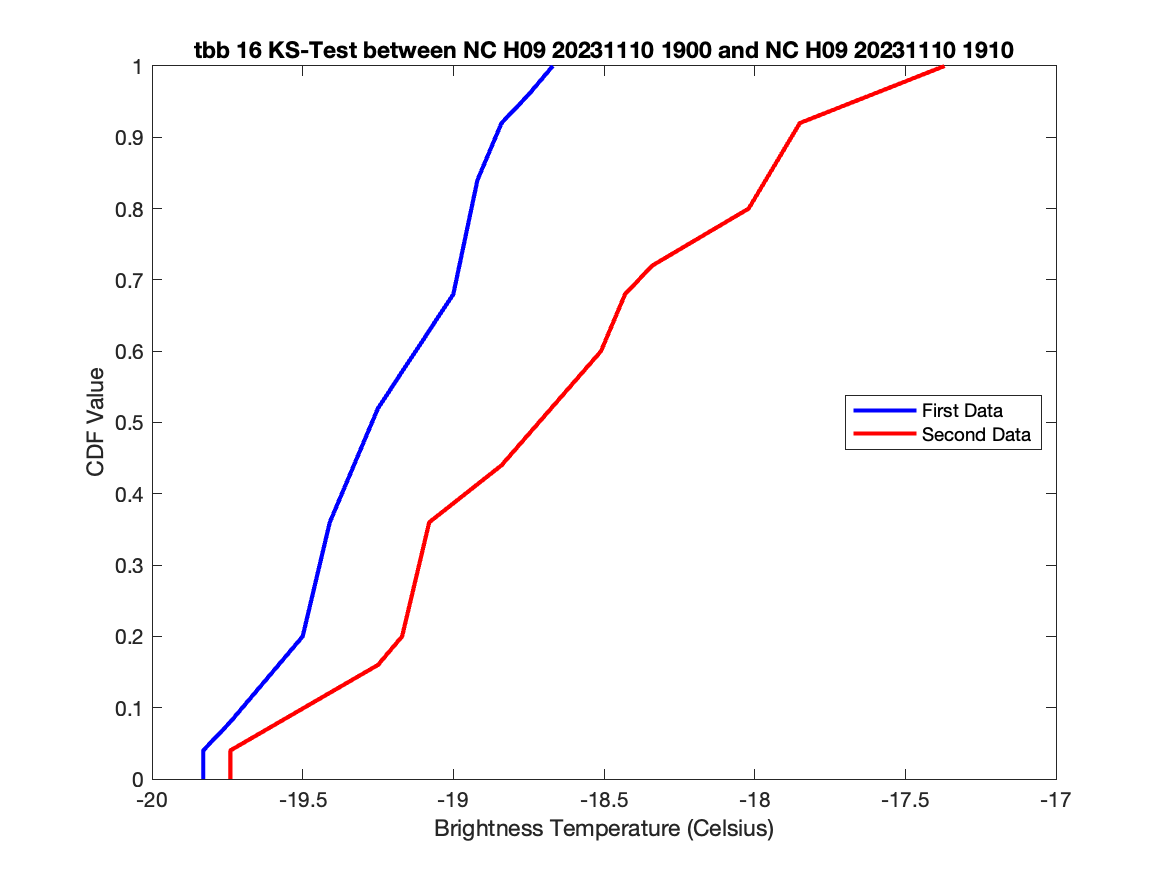 tbb 16 KS-Test between NC H09 20231110 1900 and NC H09 20231110 1910
1
0.9
0.8
0.7
0.6
0.5
0.4
0.3
0.2
0.1
0
CDF Value
First Data
Second Data
-20 -19.5 -19 -18.5 -18 -17.5 -17
Brightness Temperature (Celsius)